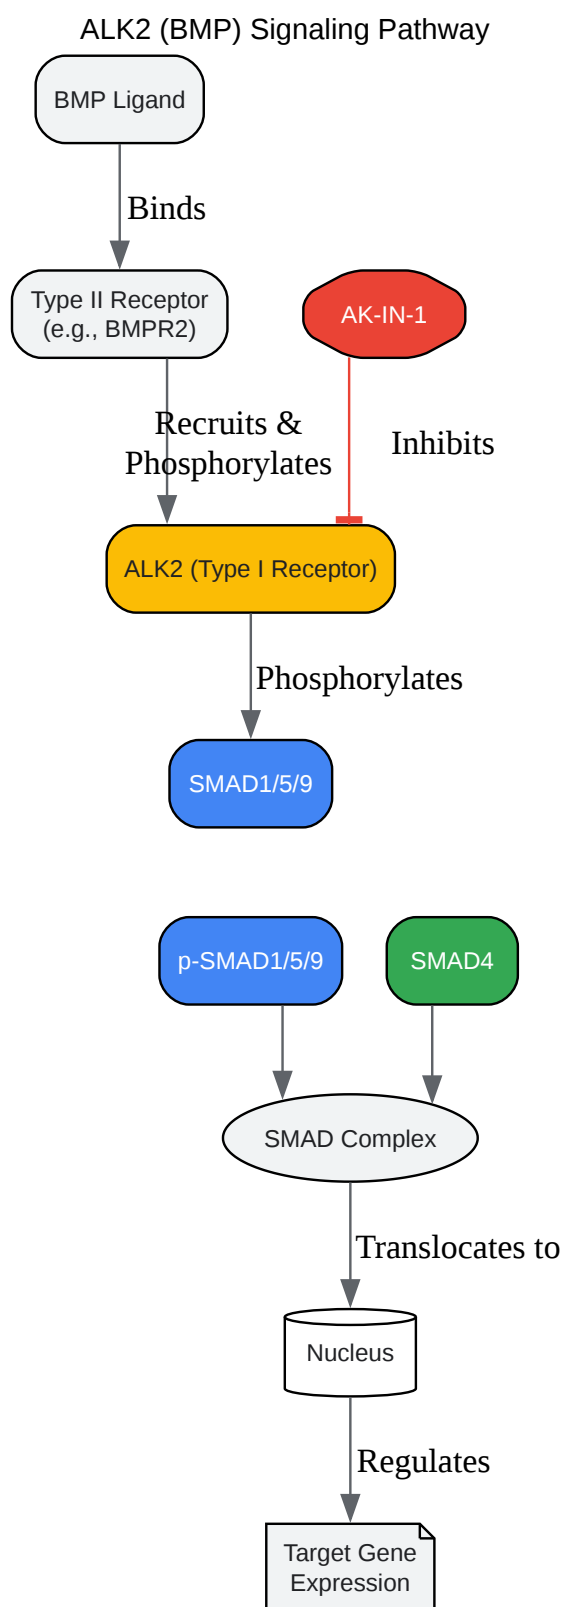 ALK2 (BMP) Signaling Pathway
BMP Ligand
Binds
Type II Receptor
(e.g., BMPR2)
AK-IN-1
Recruits &
Phosphorylates
Inhibits
ALK2 (Type I Receptor)
Phosphorylates
SMAD1/5/9
p-SMAD1/5/9
SMAD4
SMAD Complex
Translocates to
Nucleus
Regulates
Target Gene
Expression